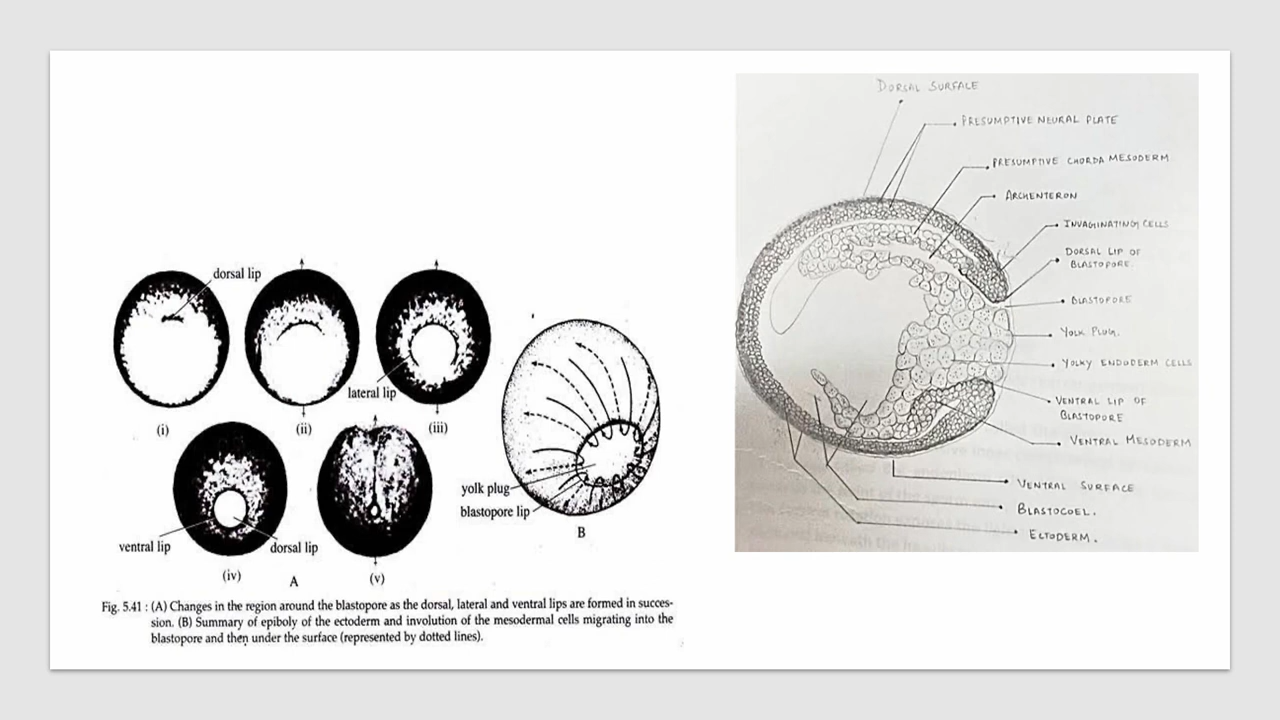 dorsal lip
lateral lip
(i)
(ii)
(iii)
yolk plug
blastopore lip
B
ventral lip
dorsal lip
(iv)
A
(v)
Fig. 5.41 : (A) Changes in the region around the blastopore as the dorsal, lateral and ventral lips are formed in succes-
sion. (B) Summary of epiboly of the ectoderm and involution of the mesodermal cells migrating into the
blastopore and then under the surface (represented by dotted lines).
DORSAL SURFACE
PRESUMPTIVE NEURAL PLATE
PRESUMPTIVE CHORDA MESODERM
ARCHENTERON
INVAGINATING CELLS
DORSAL LIP OF
BLASTOPORE.
BLASTOPORE
YOLK PLUG.
YOLKY ENDODERM CELLS
VENTRAL LIP OF
BLASTOPORE
VENTRAL MESODERM
VENTRAL SURFACE
BLASTOCOEL.
ECTODERM.